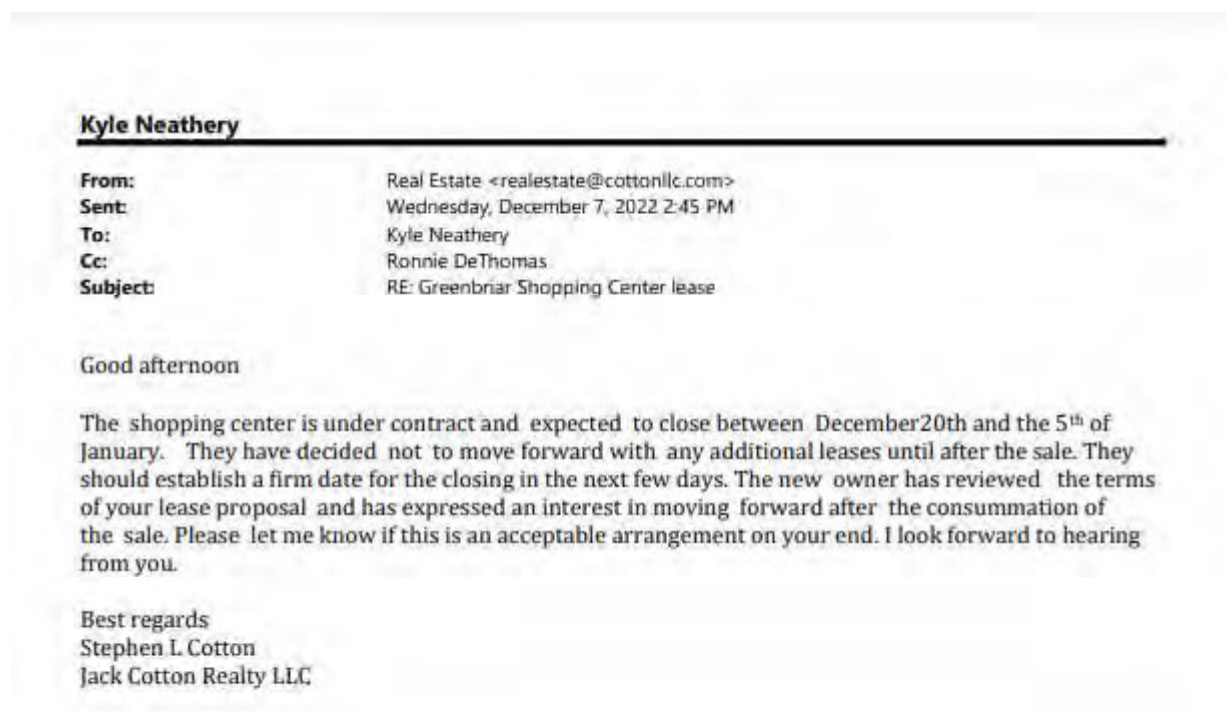 Kyle Neathery
From: Real Estate <realestate@cottonllc.com>
Sent: Wednesday, December 7, 2022 2:45 PM
To: Kyle Neathery
Cc: Ronnie DeThomas
Subject: RE: Greenbriar Shopping Center lease
Good afternoon
The shopping center is under contract and expected to close between December20th and the 5th of
January. They have decided not to move forward with any additional leases until after the sale. They
should establish a firm date for the closing in the next few days. The new owner has reviewed the terms
of your lease proposal and has expressed an interest in moving forward after the consummation of
the sale. Please let me know if this is an acceptable arrangement on your end. I look forward to hearing
from you.
Best regards
Stephen L Cotton
Jack Cotton Realty LLC